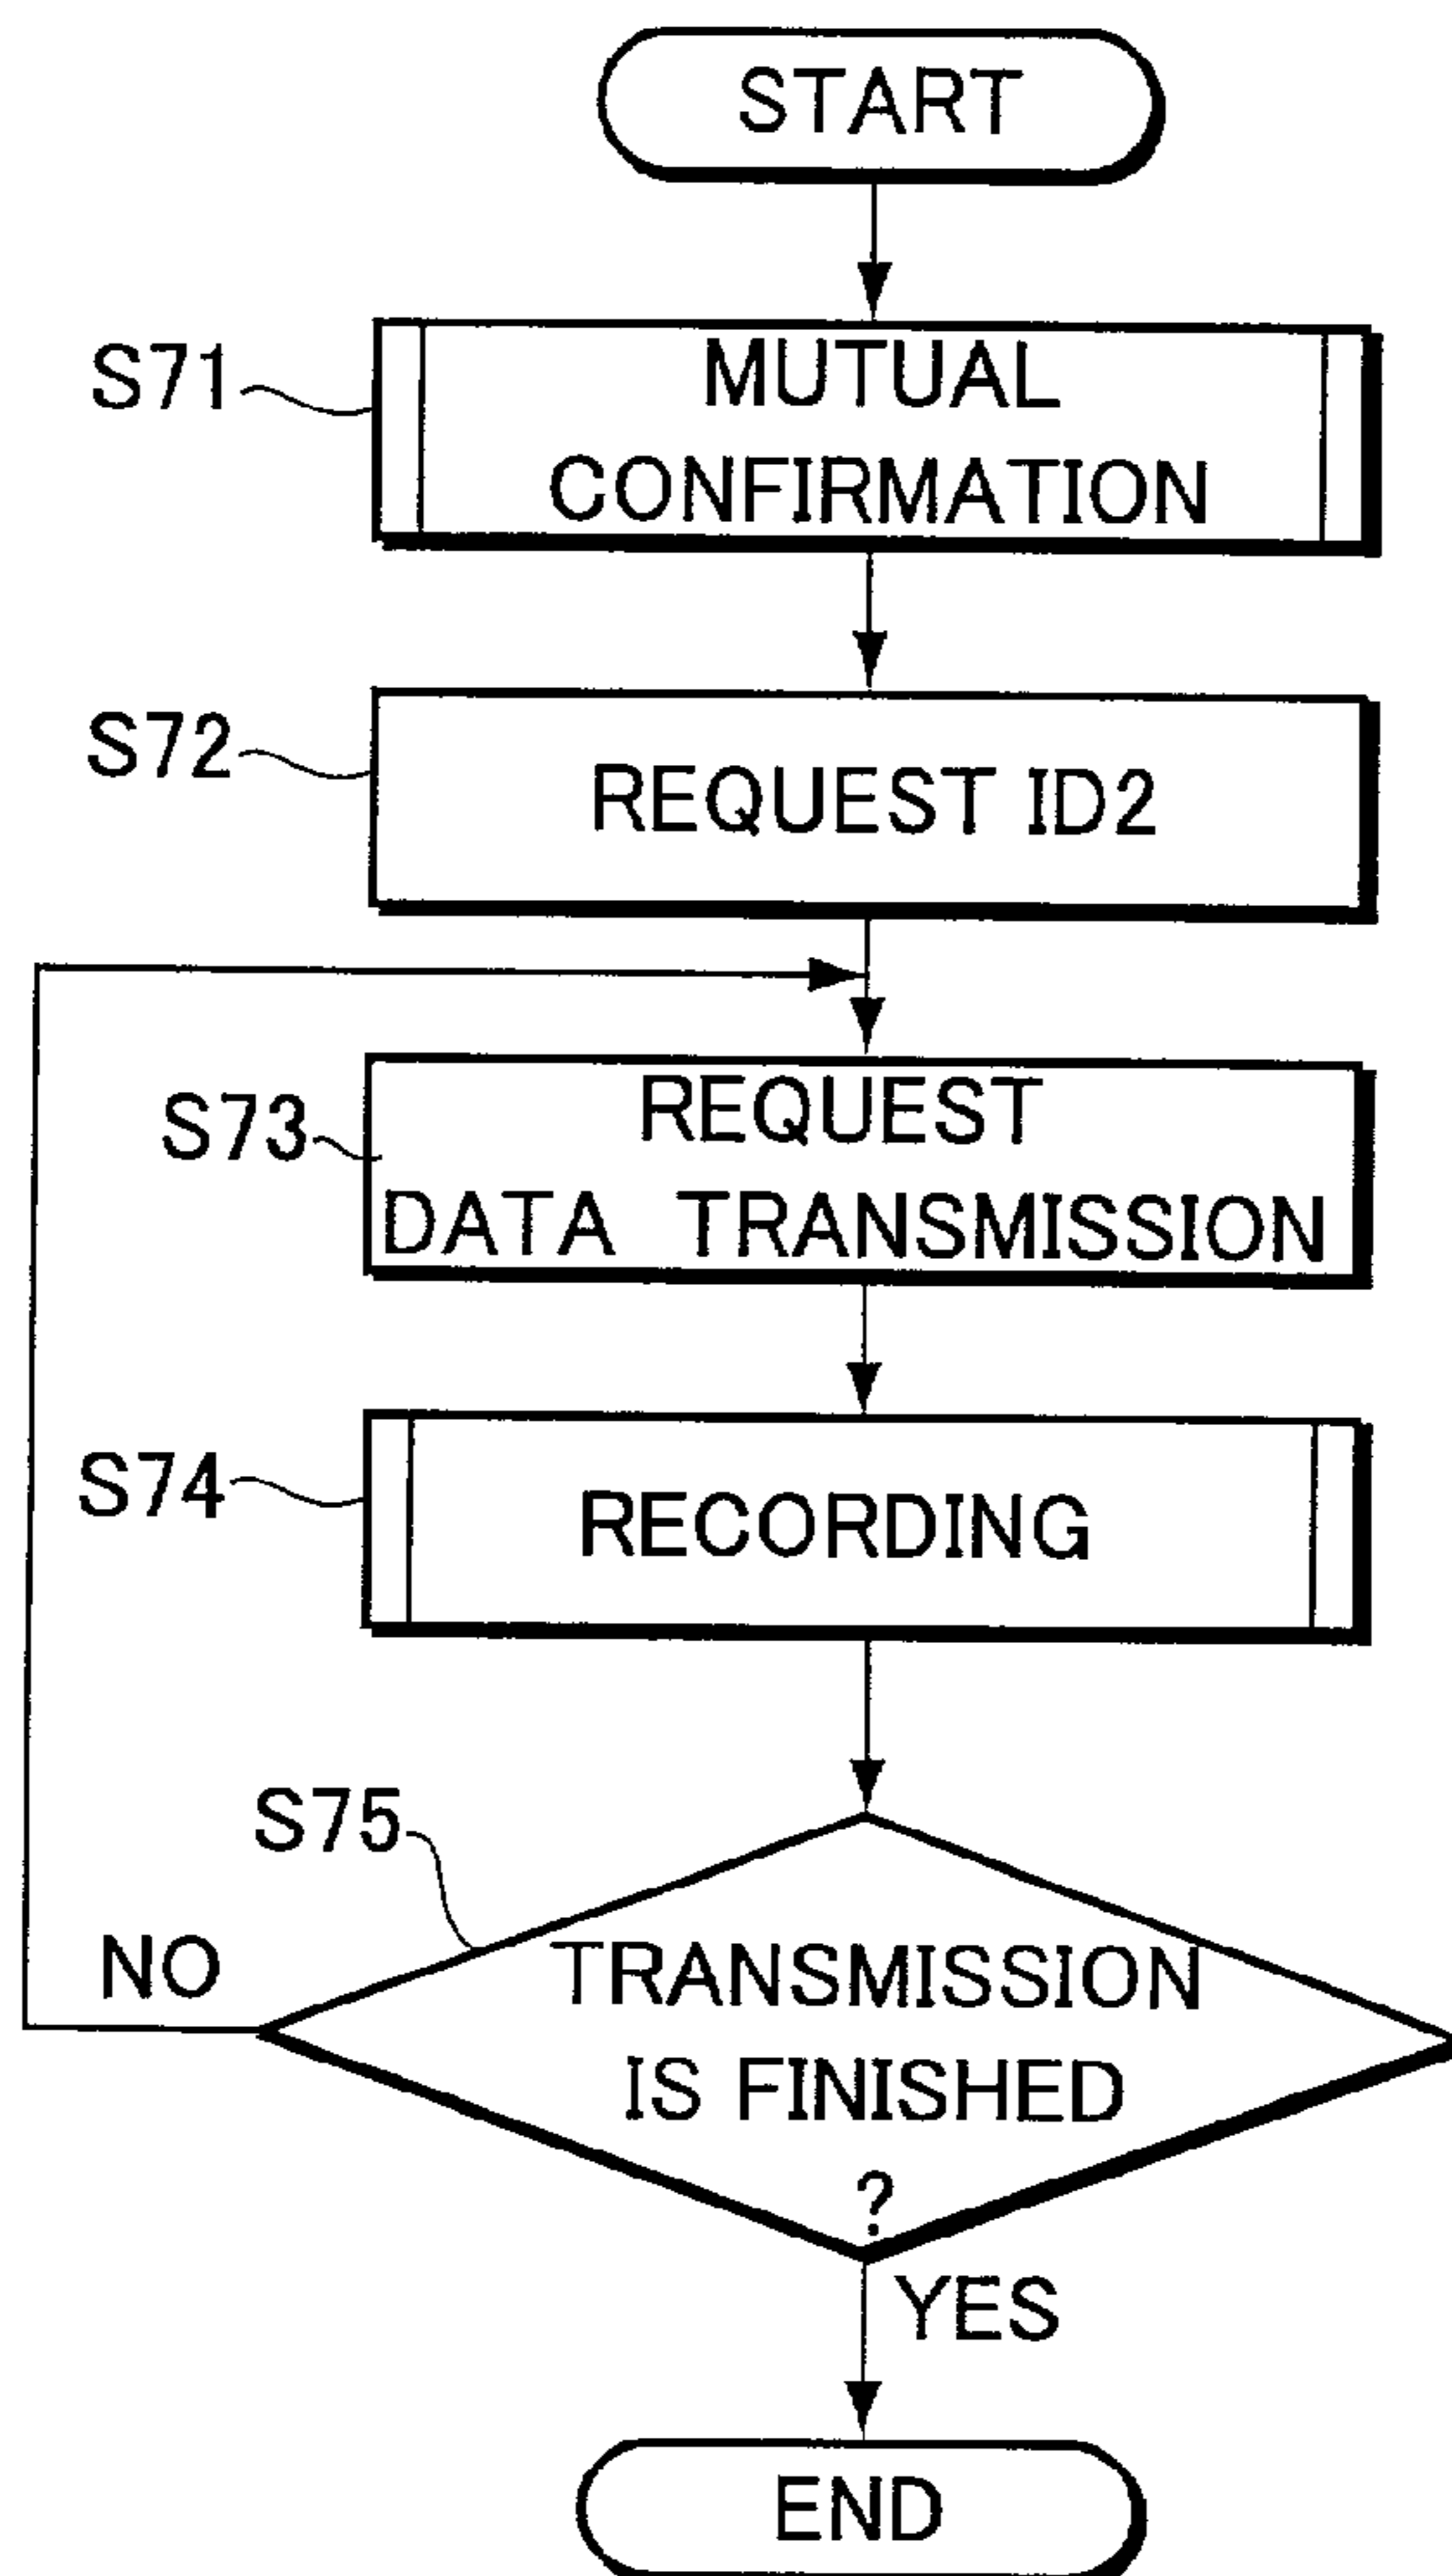 START
S71
MUTUAL
CONFIRMATION
S72
REQUEST ID2
S73
REQUEST
DATA TRANSMISSION
S74
RECORDING
S75
NO
TRANSMISSION
IS FINISHED
?
YES
END